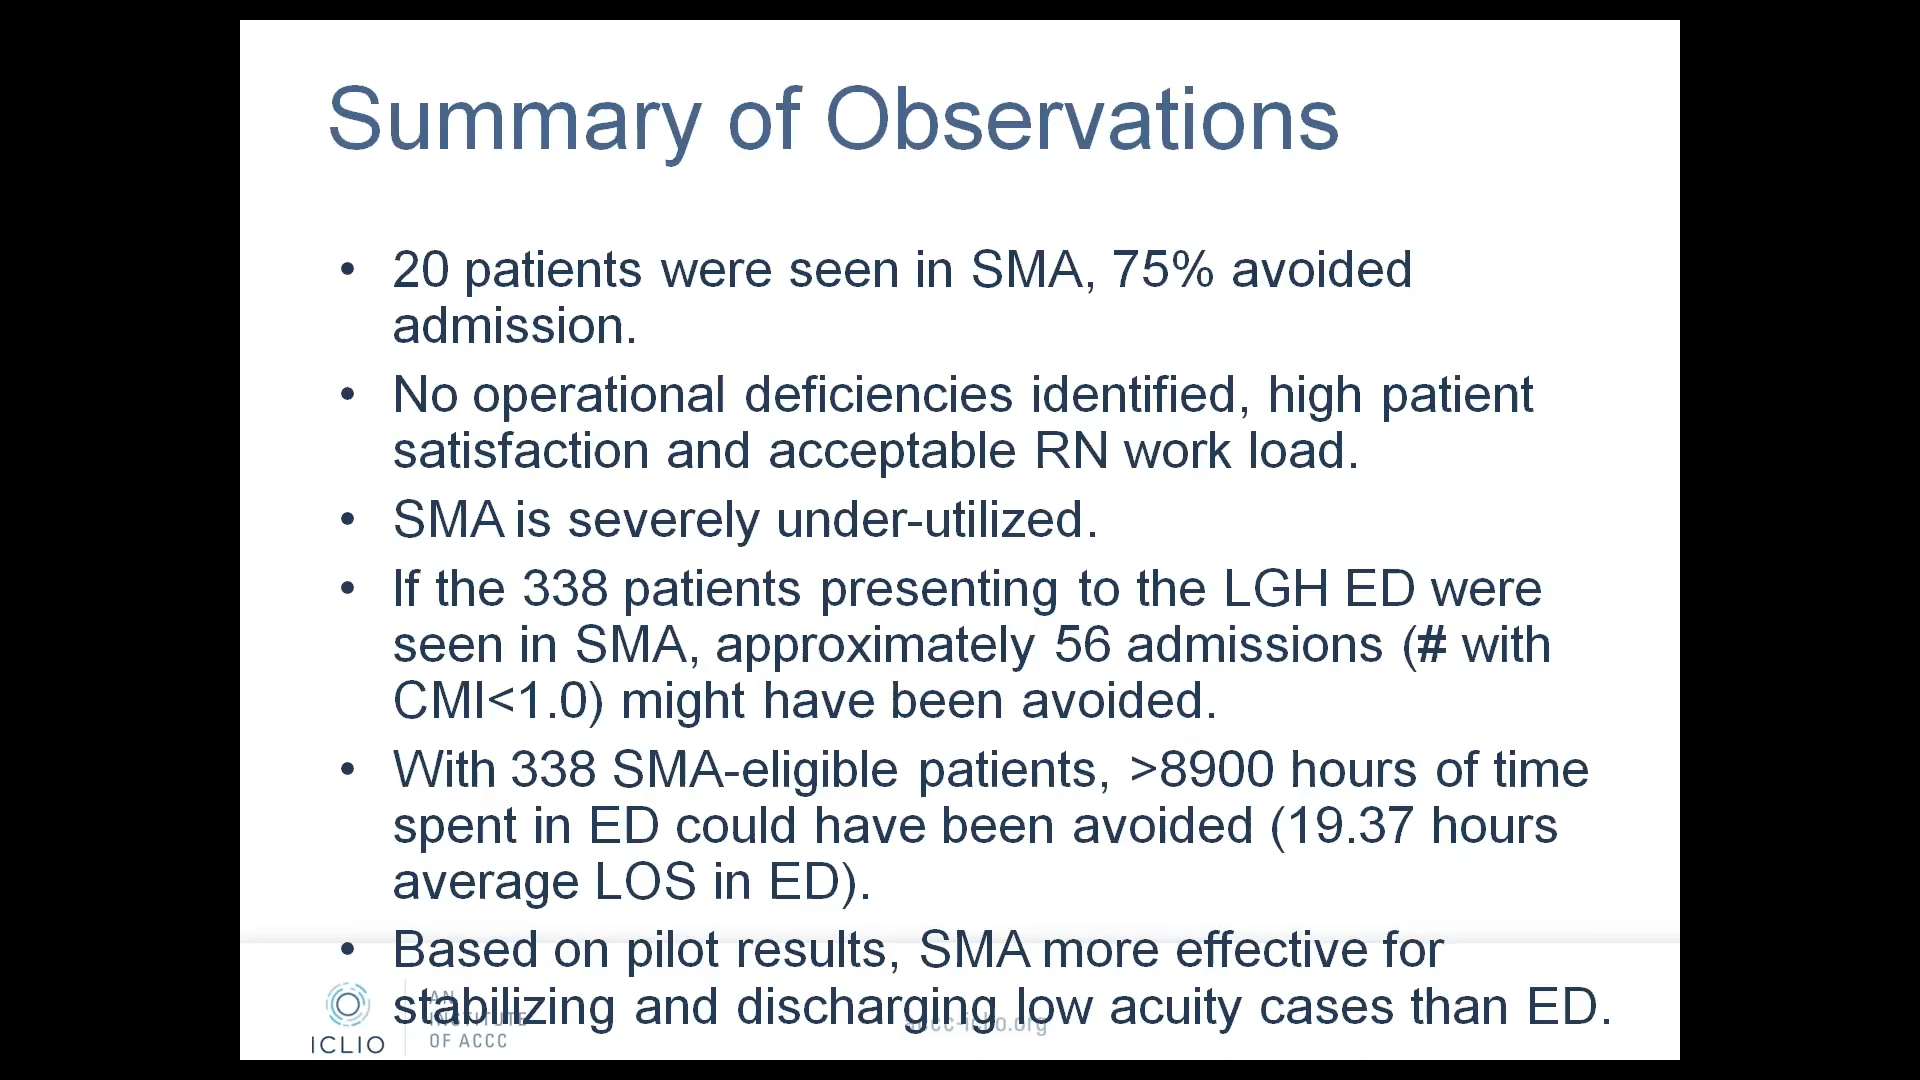 Summary of Observations
• 20 patients were seen in SMA, 75% avoided
admission.
• No operational deficiencies identified, high patient
satisfaction and acceptable RN work load.
• SMA is severely under-utilized.
• If the 338 patients presenting to the LGH ED were
seen in SMA, approximately 56 admissions (# with
CMI<1.0) might have been avoided.
• With 338 SMA-eligible patients, >8900 hours of time
spent in ED could have been avoided (19.37 hours
average LOS in ED).
• Based on pilot results, SMA more effective for
stabilizing and discharging low acuity cases than ED.
ICLIO
AN
INSTITUTE
OF ACCC
accc-iclio.org